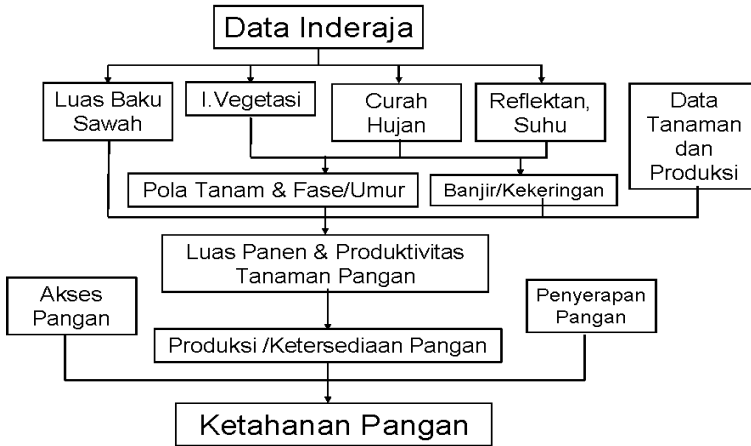 Data Inderaja
Luas Baku
Sawah
I.Vegetasi
Curah
Hujan
Reflektan,
Suhu
Data
Tanaman
dan
Produksi
Pola Tanam & Fase/Umur
Banjir/Kekeringan
Luas Panen & Produktivitas
Tanaman Pangan
Akses
Pangan
Penyerapan
Pangan
Produksi /Ketersediaan Pangan
Ketahanan Pangan